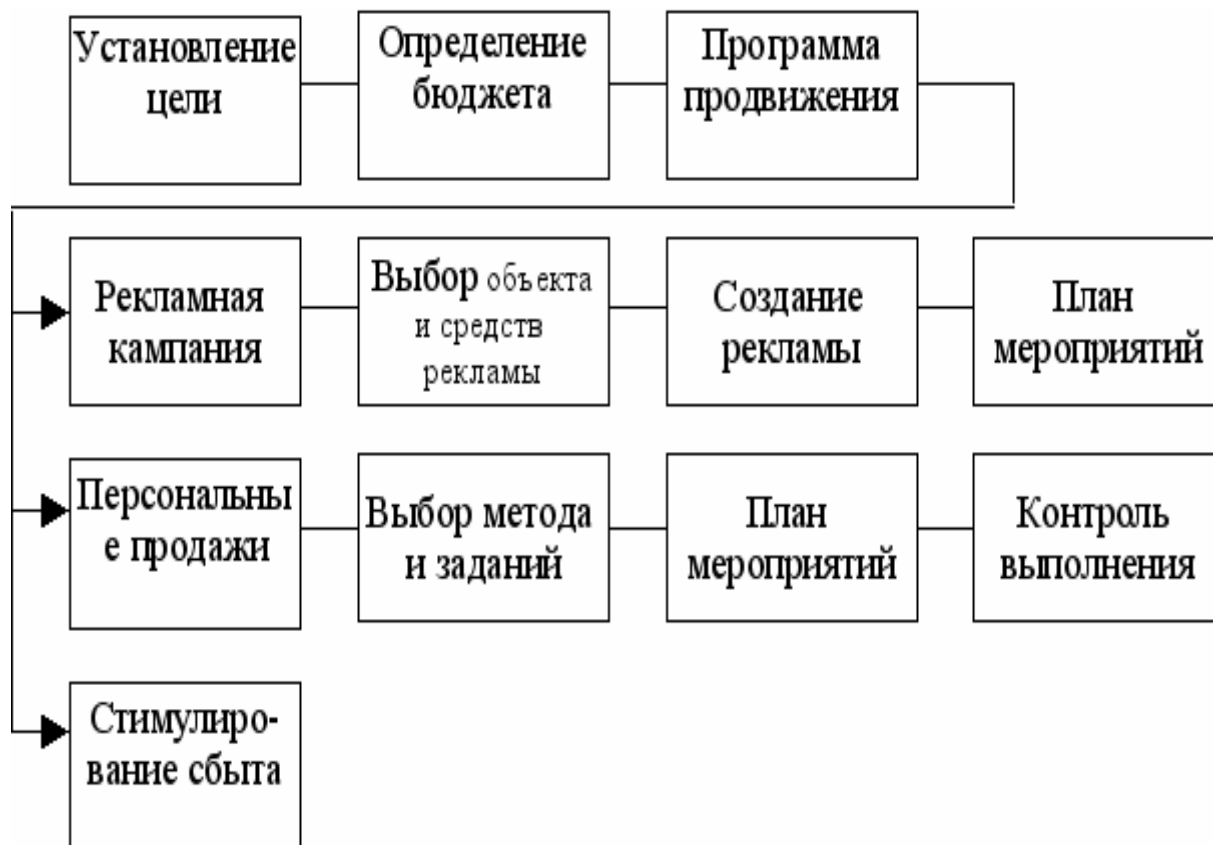 Установление
цели
Определение
бюджета
Программа
продвижения
Рекламная
кампания
Выбор объекта
и средств
рекламы
Создание
рекламы
План
мероприятий
Персональны
е продажи
Выбор метода
и заданий
План
мероприятий
Контроль
выполнения
Стимулиро-
вание сбыта